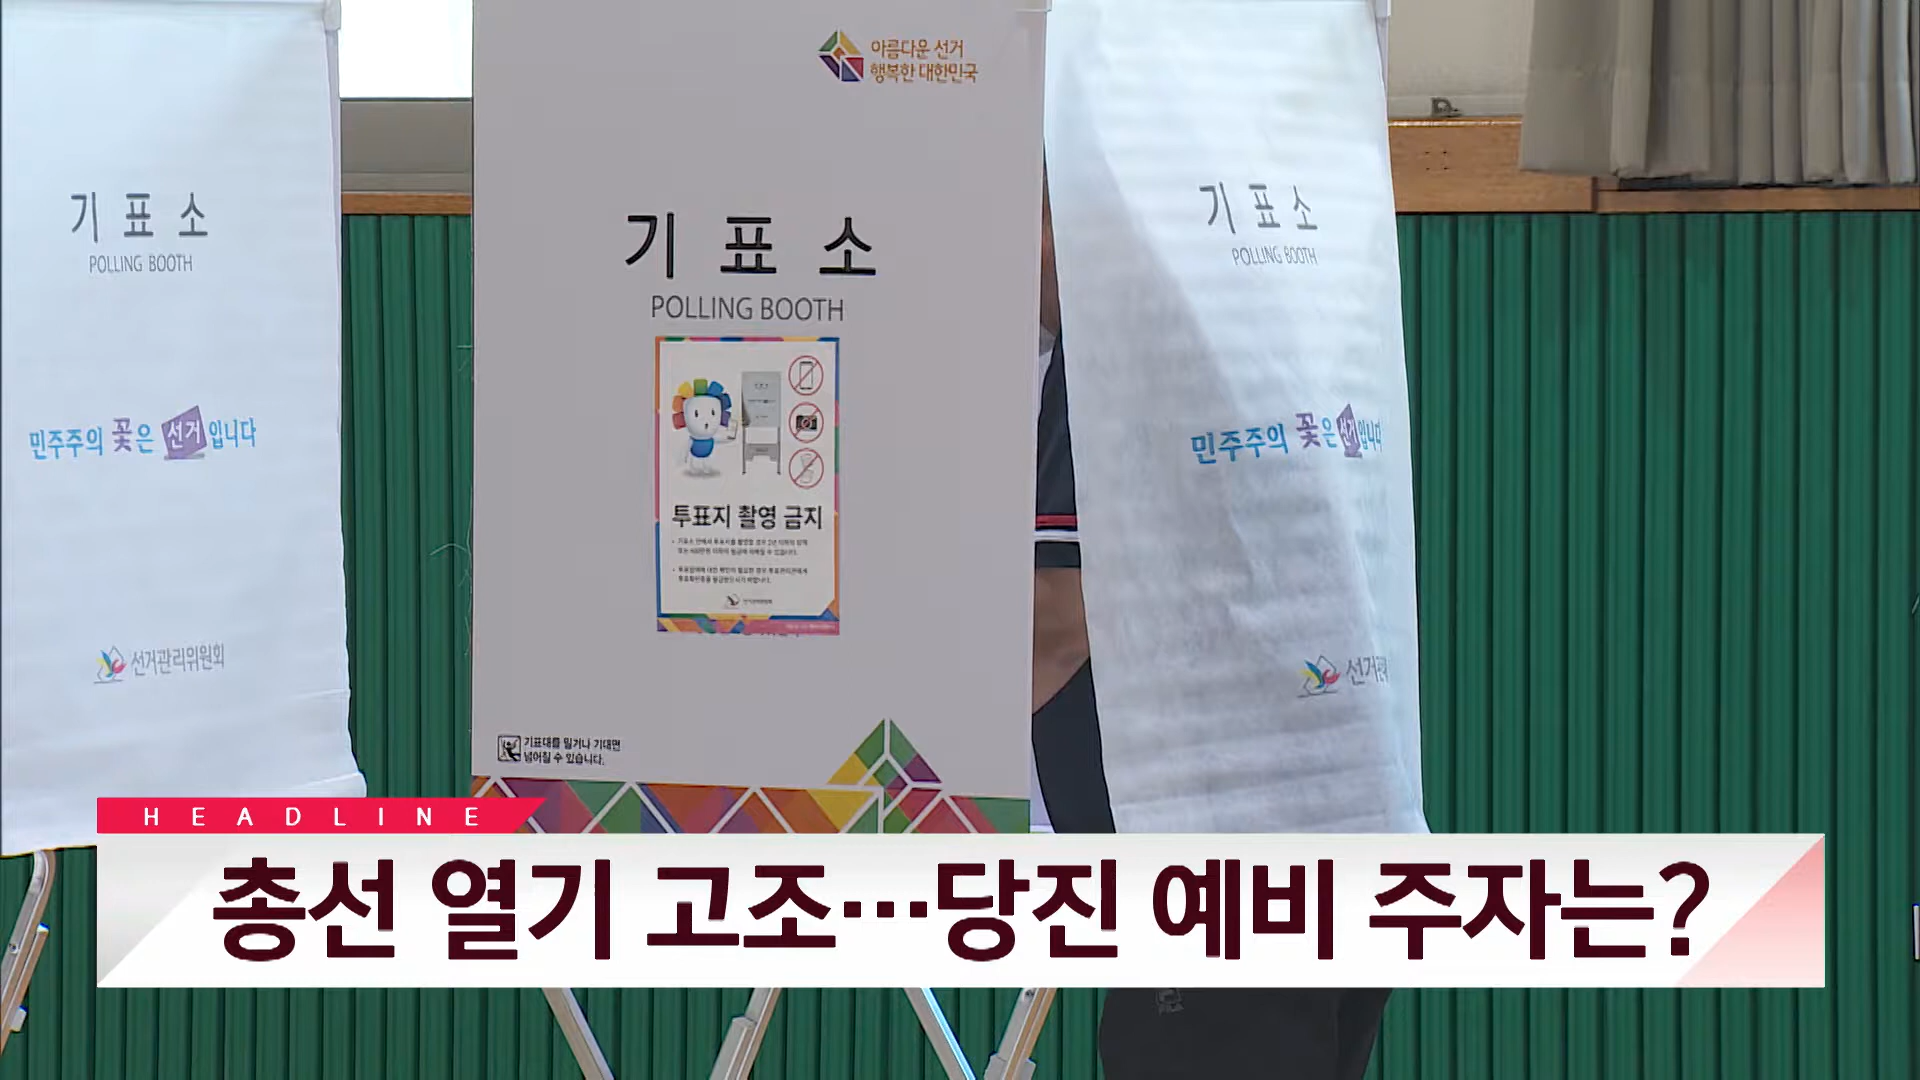 아름다운 선거
행복한 대한민국
기표소
POLLING BOOTH
민주주의 꽃은 선거입니다
선거관리위원회
기표소
POLLING BOOTH
투표지 촬영 금지
기표대를 밀거나 기대면
넘어질 수 있습니다.
기표소
POLLING BOOTH
민주주의 꽃은 선거입니다
선거관
HEADLINE
총선 열기 고조…당진 예비 주자는?